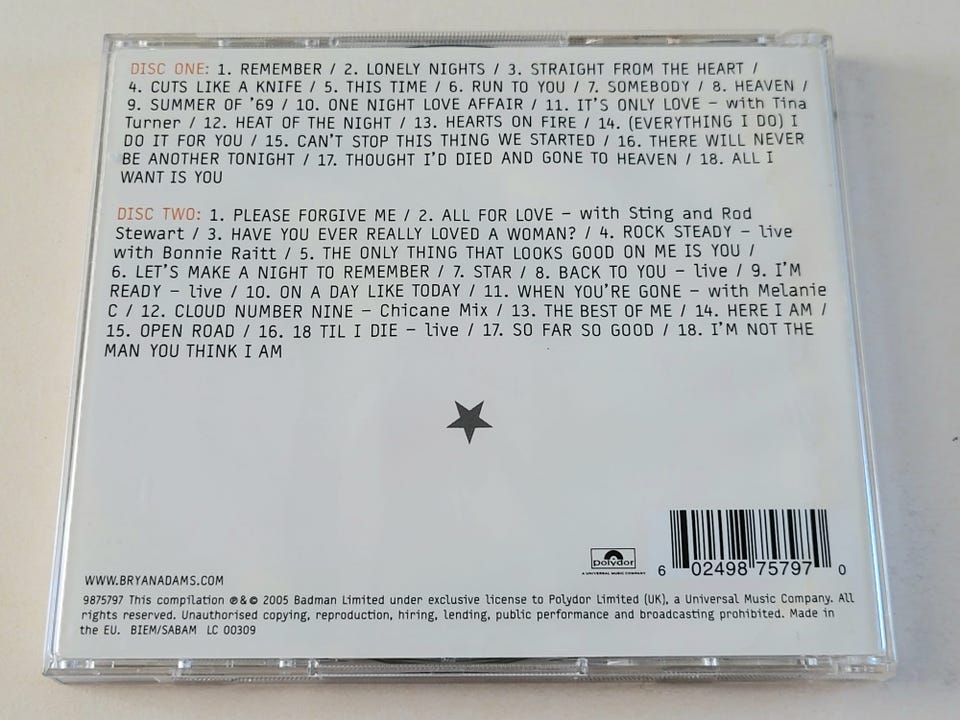 DISC ONE: 1. REMEMBER / 2. LONELY NIGHTS / 3. STRAIGHT FROM THE HEART /
4. CUTS LIKE A KNIFE / 5. THIS TIME / 6. RUN TO YOU / 7. SOMEBODY / 8. HEAVEN /
9. SUMMER OF '69 / 10. ONE NIGHT LOVE AFFAIR / 11. IT'S ONLY LOVE – with Tina
Turner / 12. HEAT OF THE NIGHT / 13. HEARTS ON FIRE / 14. (EVERYTHING I DO) I
DO IT FOR YOU / 15. CAN'T STOP THIS THING WE STARTED / 16. THERE WILL NEVER
BE ANOTHER TONIGHT / 17. THOUGHT I'D DIED AND GONE TO HEAVEN / 18. ALL I
WANT IS YOU
DISC TWO: 1. PLEASE FORGIVE ME / 2. ALL FOR LOVE – with Sting and Rod
Stewart / 3. HAVE YOU EVER REALLY LOVED A WOMAN? / 4. ROCK STEADY – live
with Bonnie Raitt / 5. THE ONLY THING THAT LOOKS GOOD ON ME IS YOU /
6. LET'S MAKE A NIGHT TO REMEMBER / 7. STAR / 8. BACK TO YOU – live / 9. I'M
READY – live / 10. ON A DAY LIKE TODAY / 11. WHEN YOU'RE GONE – with Melanie
C / 12. CLOUD NUMBER NINE – Chicane Mix / 13. THE BEST OF ME / 14. HERE I AM /
15. OPEN ROAD / 16. 18 TIL I DIE – live / 17. SO FAR SO GOOD / 18. I'M NOT THE
MAN YOU THINK I AM
polydor
A UNIVERSAL MUSIC COMPANY
6 02498 75797 0
WWW.BRYANADAMS.COM
9875797 This compilation ℗&© 2005 Badman Limited under exclusive license to Polydor Limited (UK), a Universal Music Company. All
rights reserved. Unauthorised copying, reproduction, hiring, lending, public performance and broadcasting prohibited. Made in
the EU. BIEM/SABAM LC 00309